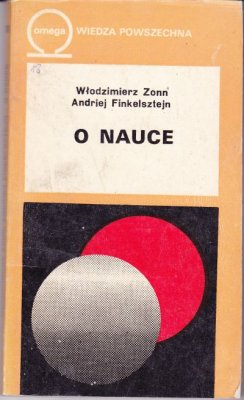 omega
WIEDZA POWSZECHNA
Włodzimierz Zonn
Andriej Finkelsztejn
O NAUCE